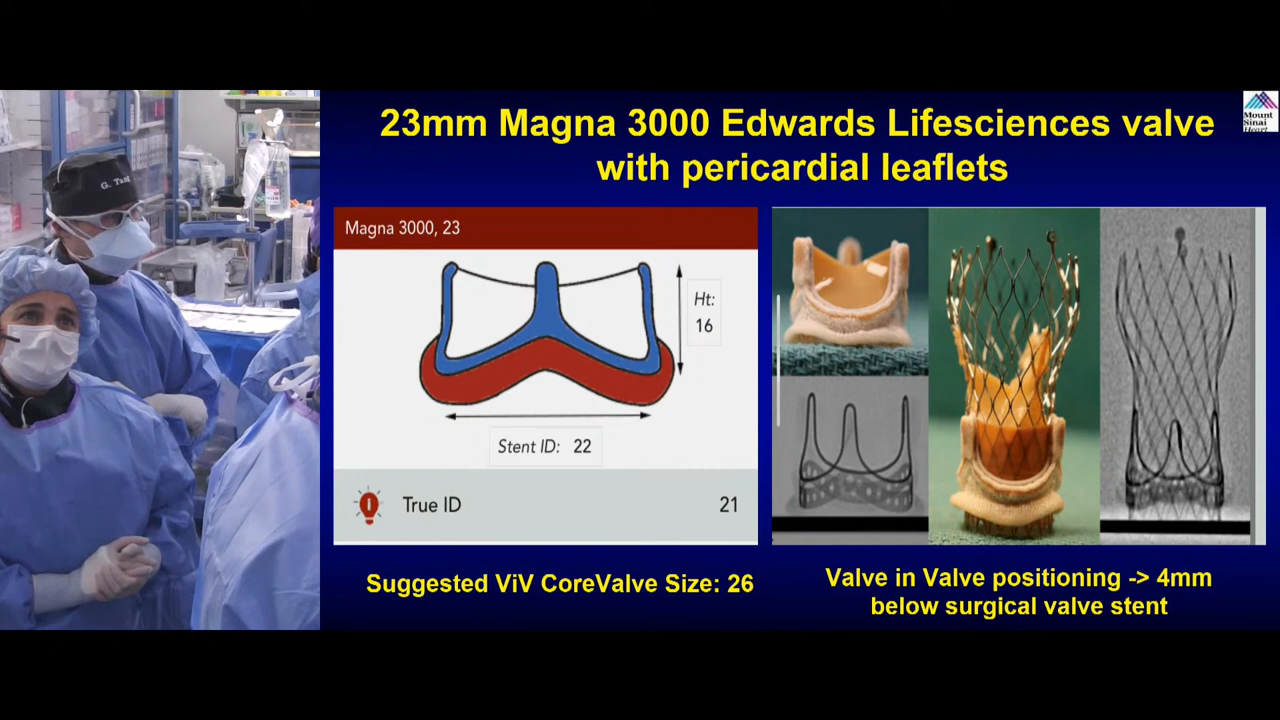 23mm Magna 3000 Edwards Lifesciences valve
with pericardial leaflets
Mount
Sinai
Heart
G. Tang
Magna 3000, 23
Ht:
16
Stent ID: 22
True ID 21
Suggested ViV CoreValve Size: 26
Valve in Valve positioning -> 4mm
below surgical valve stent